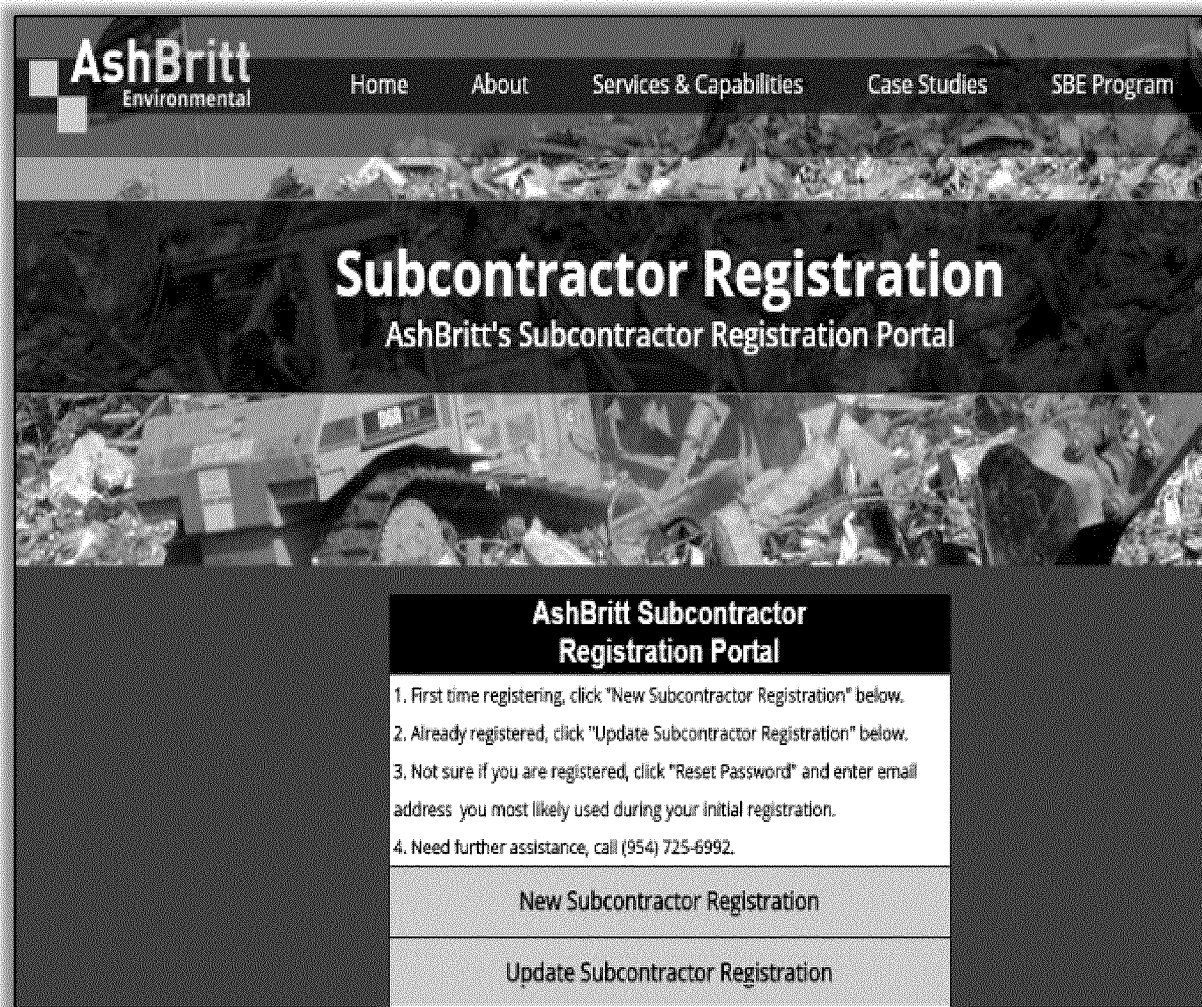 AshBritt
Environmental
Home About Services & Capabilities Case Studies SBE Program
Subcontractor Registration
AshBritt's Subcontractor Registration Portal
AshBritt Subcontractor
Registration Portal
1. First time registering, click "New Subcontractor Registration" below.
2. Already registered, click "Update Subcontractor Registration" below.
3. Not sure if you are registered, click "Reset Password" and enter email
address you most likely used during your initial registration.
4. Need further assistance, call (954) 725-6992.
New Subcontractor Registration
Update Subcontractor Registration